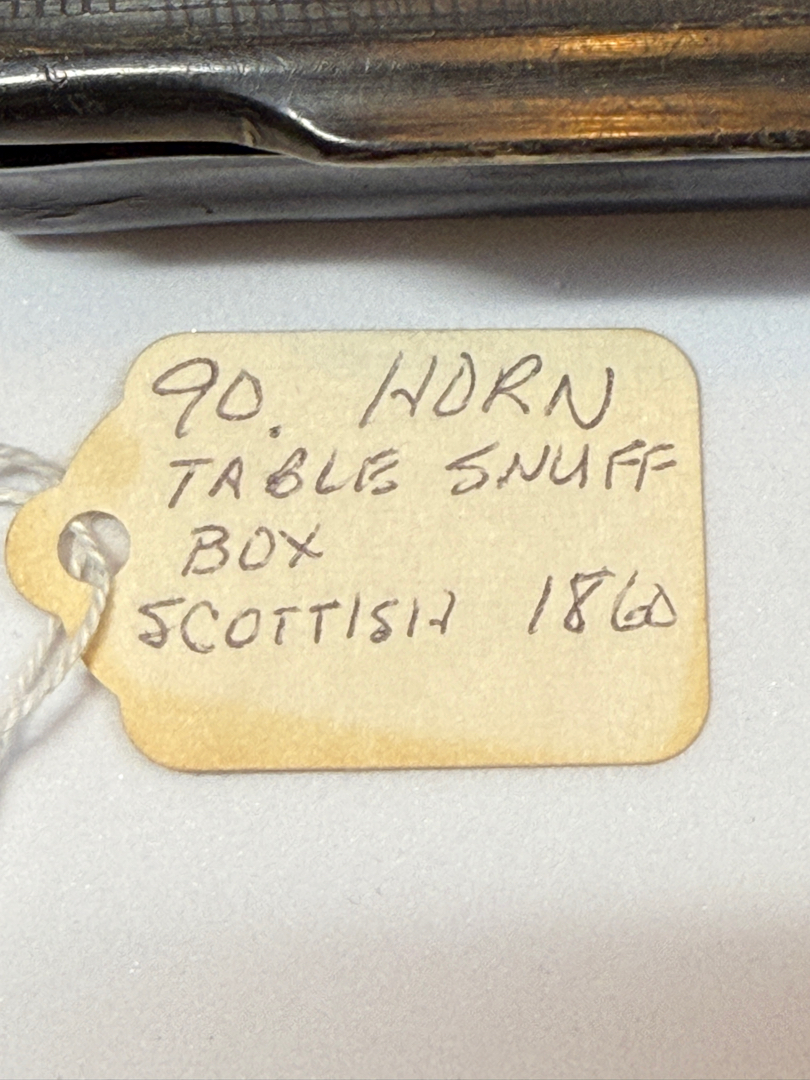 90. HORN
TABLE SNUFF
BOX
SCOTTISH 1860